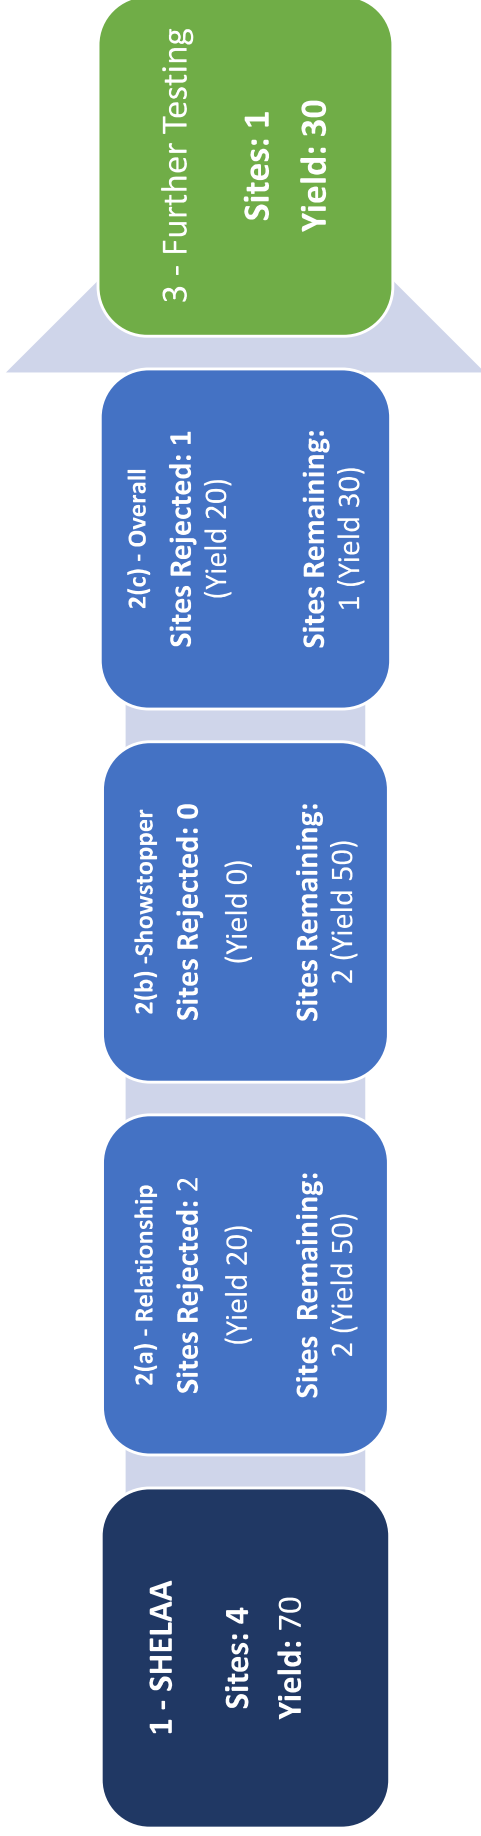 1 - SHELAA
Sites: 4
Yield: 70
2(a) - Relationship
Sites Rejected: 2
(Yield 20)
Sites  Remaining:
2 (Yield 50)
2(b) -Showstopper
Sites Rejected: 0
(Yield 0)
Sites Remaining:
2 (Yield 50)
2(c) - Overall
Sites Rejected: 1
(Yield 20)
Sites Remaining:
1 (Yield 30)
3 - Further Testing
Sites: 1
Yield: 30